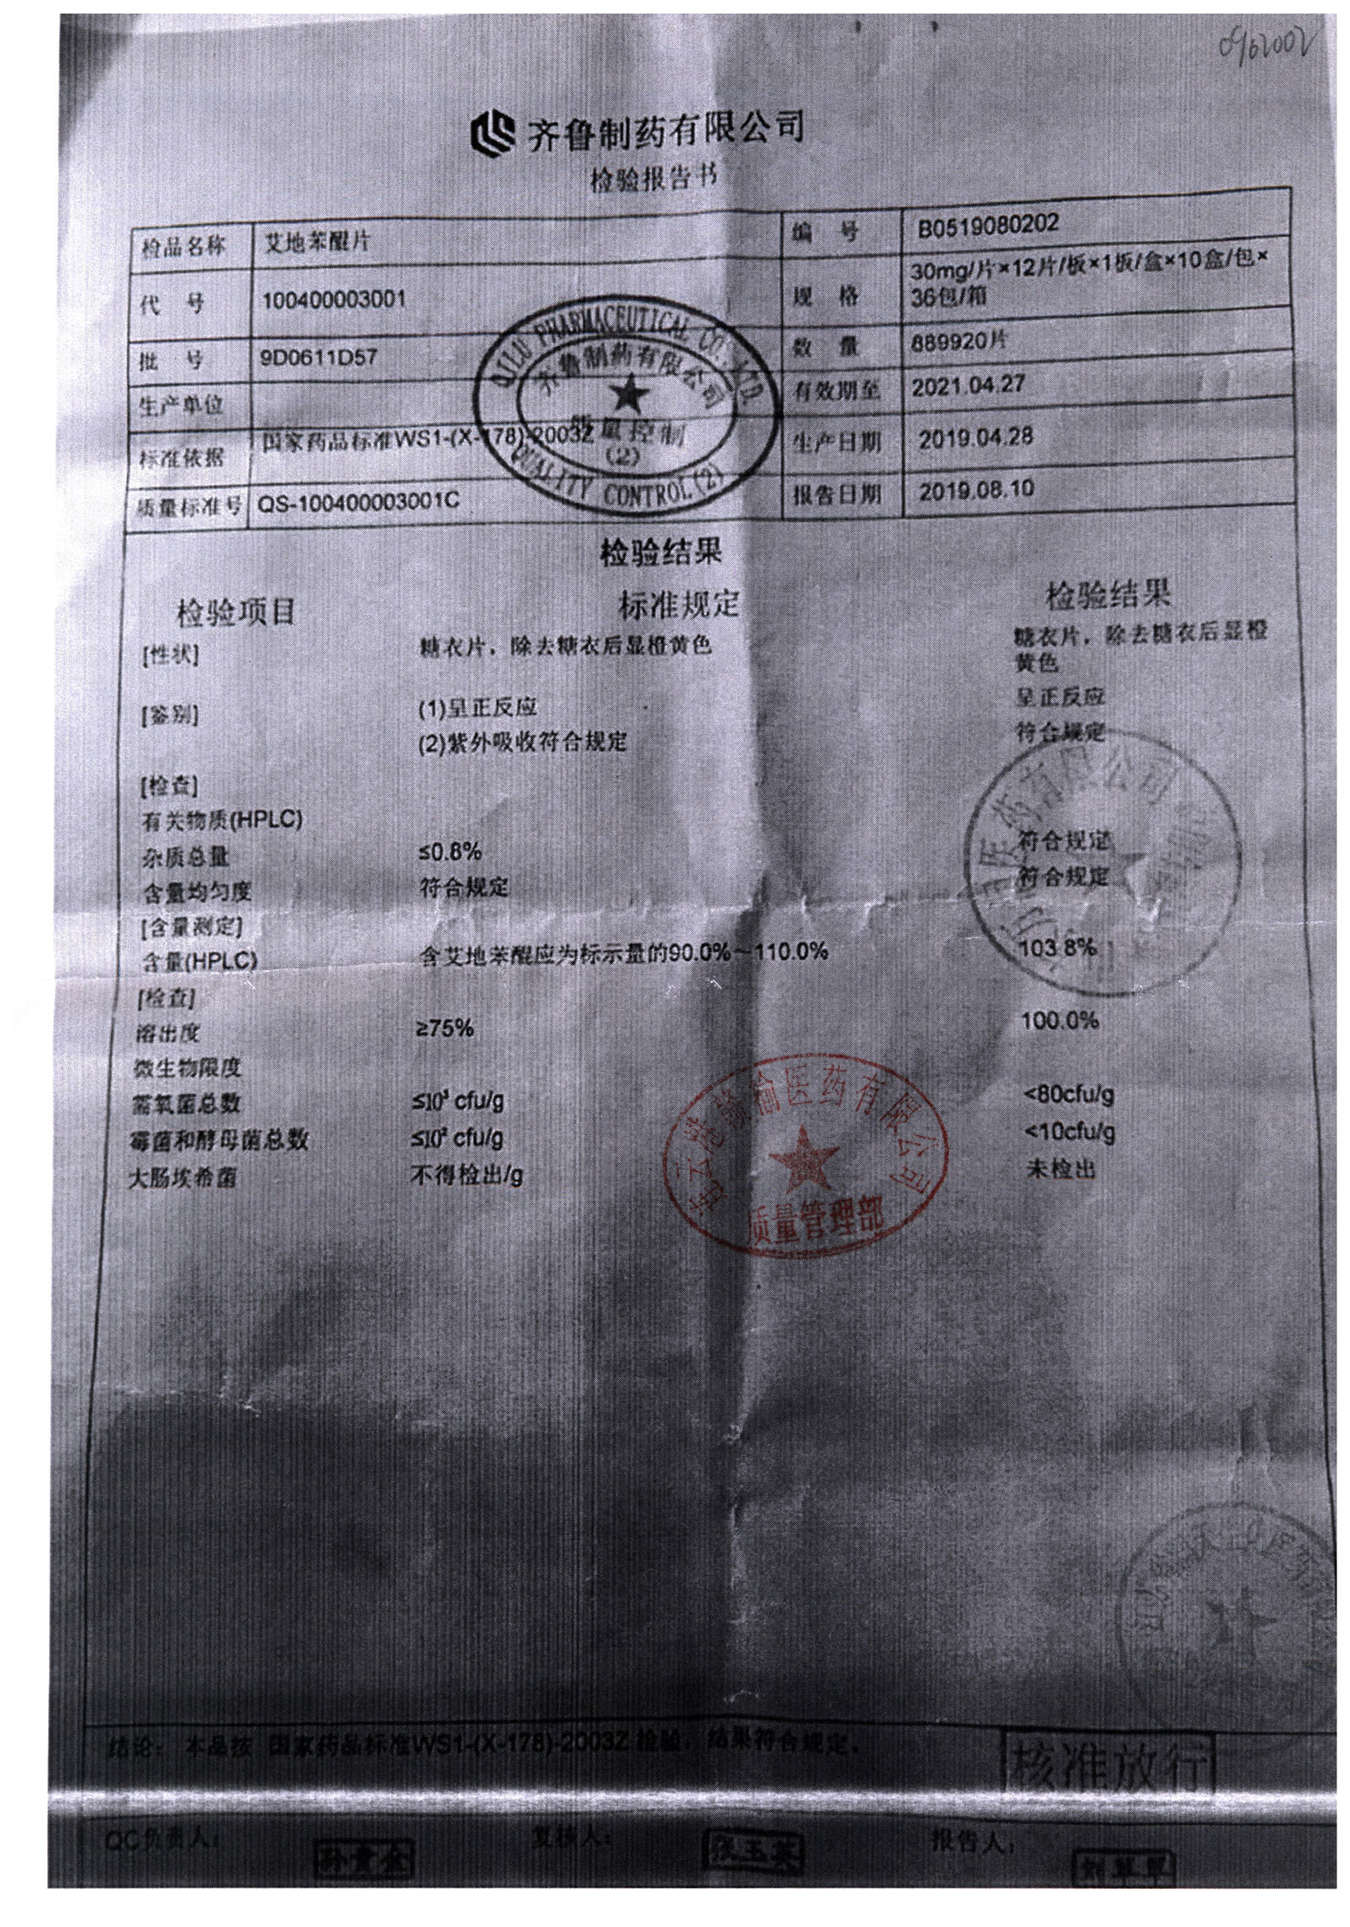 0962002
齐鲁制药有限公司
检验报告书
检品名称 艾地苯醌片 编 号 B0519080202
代 号 100400003001 规 格 30mg/片×12片/板×1板/盒×10盒/包×
36包/箱
批 号 9D0611D57 数 量 889920片
生产单位 有效期至 2021.04.27
标准依据 国家药品标准WS1-(X-178)-2003Z 生产日期 2019.04.28
质量标准号 QS-100400003001C 报告日期 2019.08.10
QILU PHARMACEUTICAL CO., LTD.
齐鲁制药有限公司
质量控制
(2)
QUALITY CONTROL (2)
检验结果
检验项目 标准规定 检验结果
[性状] 糖衣片，除去糖衣后显橙黄色 糖衣片，除去糖衣后显橙
黄色
[鉴别] (1)呈正反应 呈正反应
(2)紫外吸收符合规定 符合规定
[检查]
有关物质(HPLC)
杂质总量 ≤0.8% 符合规定
含量均匀度 符合规定 符合规定
[含量测定]
含量(HPLC) 含艾地苯醌应为标示量的90.0%～110.0% 103.8%
[检查]
溶出度 ≥75% 100.0%
微生物限度
需氧菌总数 ≤10³ cfu/g <80cfu/g
霉菌和酵母菌总数 ≤10² cfu/g <10cfu/g
大肠埃希菌 不得检出/g 未检出
医药有限公司
连云港赣榆医药有限公司
质量管理部
结论： 本品按 国家药品标准WS1-(X-178)-2003Z 检验，结果符合规定。
核准放行
QC负责人： 复核人： 张玉英 报告人：